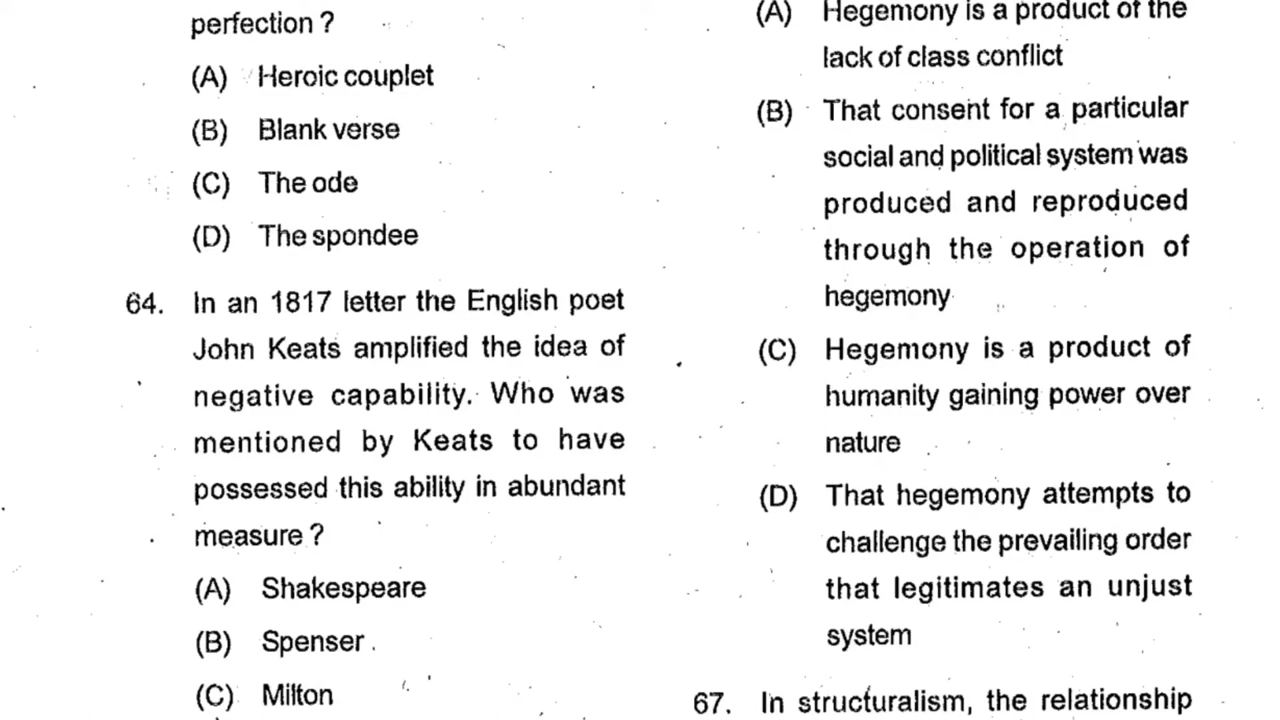 perfection ?
(A) Heroic couplet
(B) Blank verse
(C) The ode
(D) The spondee
64. In an 1817 letter the English poet
John Keats amplified the idea of
negative capability. Who was
mentioned by Keats to have
possessed this ability in abundant
measure ?
(A) Shakespeare
(B) Spenser
(C) Milton
(A) Hegemony is a product of the
lack of class conflict
(B) That consent for a particular
social and political system was
produced and reproduced
through the operation of
hegemony
(C) Hegemony is a product of
humanity gaining power over
nature
(D) That hegemony attempts to
challenge the prevailing order
that legitimates an unjust
system
67. In structuralism, the relationship